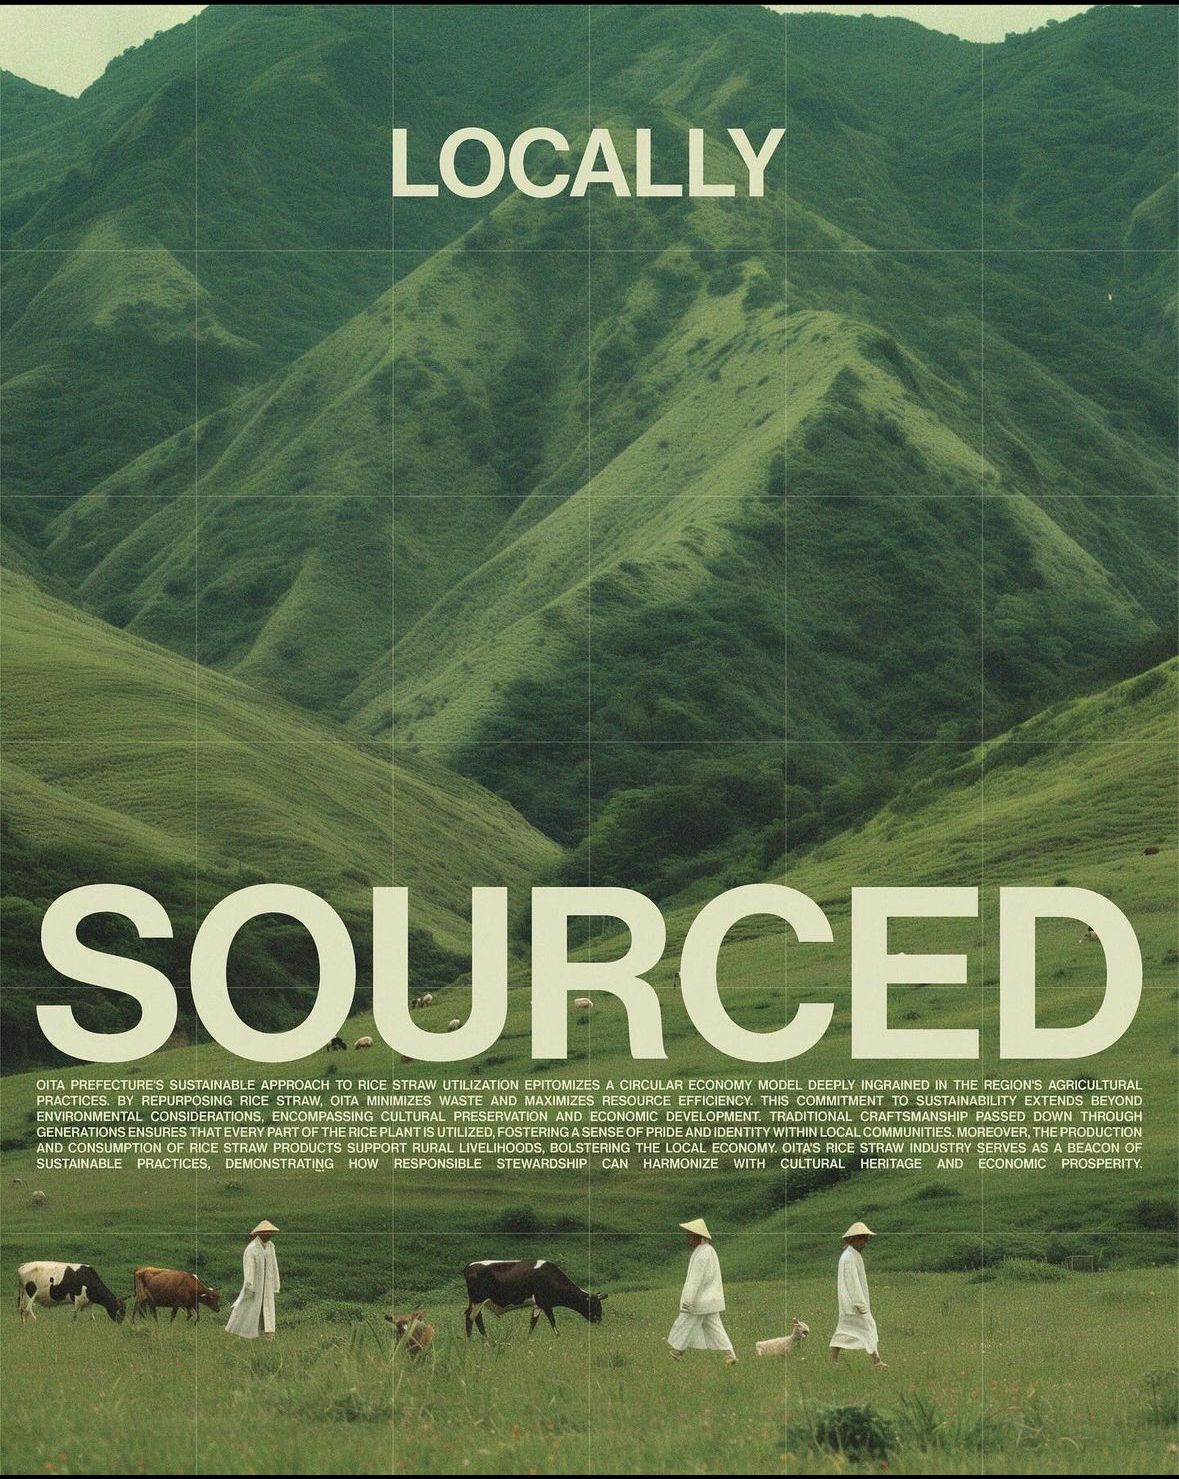 LOCALLY
SOURCED
OITA PREFECTURE'S SUSTAINABLE APPROACH TO RICE STRAW UTILIZATION EPITOMIZES A CIRCULAR ECONOMY MODEL DEEPLY INGRAINED IN THE REGION'S AGRICULTURAL
PRACTICES. BY REPURPOSING RICE STRAW, OITA MINIMIZES WASTE AND MAXIMIZES RESOURCE EFFICIENCY. THIS COMMITMENT TO SUSTAINABILITY EXTENDS BEYOND
ENVIRONMENTAL CONSIDERATIONS, ENCOMPASSING CULTURAL PRESERVATION AND ECONOMIC DEVELOPMENT. TRADITIONAL CRAFTSMANSHIP PASSED DOWN THROUGH
GENERATIONS ENSURES THAT EVERY PART OF THE RICE PLANT IS UTILIZED, FOSTERING A SENSE OF PRIDE AND IDENTITY WITHIN LOCAL COMMUNITIES. MOREOVER, THE PRODUCTION
AND CONSUMPTION OF RICE STRAW PRODUCTS SUPPORT RURAL LIVELIHOODS, BOLSTERING THE LOCAL ECONOMY. OITA'S RICE STRAW INDUSTRY SERVES AS A BEACON OF
SUSTAINABLE PRACTICES, DEMONSTRATING HOW RESPONSIBLE STEWARDSHIP CAN HARMONIZE WITH CULTURAL HERITAGE AND ECONOMIC PROSPERITY.